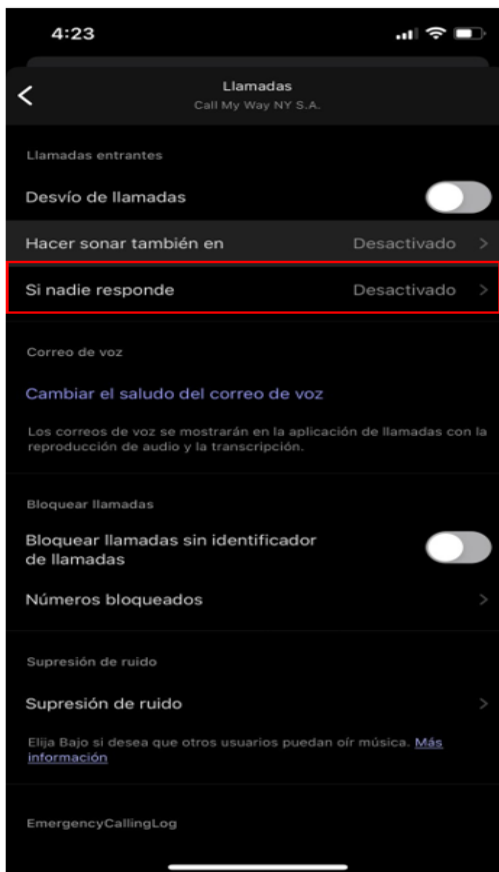 4:23
Llamadas
Call My Way NY S.A.
Llamadas entrantes
Desvío de llamadas
Hacer sonar también en Desactivado >
Si nadie responde Desactivado >
Correo de voz
Cambiar el saludo del correo de voz
Los correos de voz se mostrarán en la aplicación de llamadas con la
reproducción de audio y la transcripción.
Bloquear llamadas
Bloquear llamadas sin identificador
de llamadas
Números bloqueados >
Supresión de ruido
Supresión de ruido >
Elija Bajo si desea que otros usuarios puedan oír música. Más
información
EmergencyCallingLog